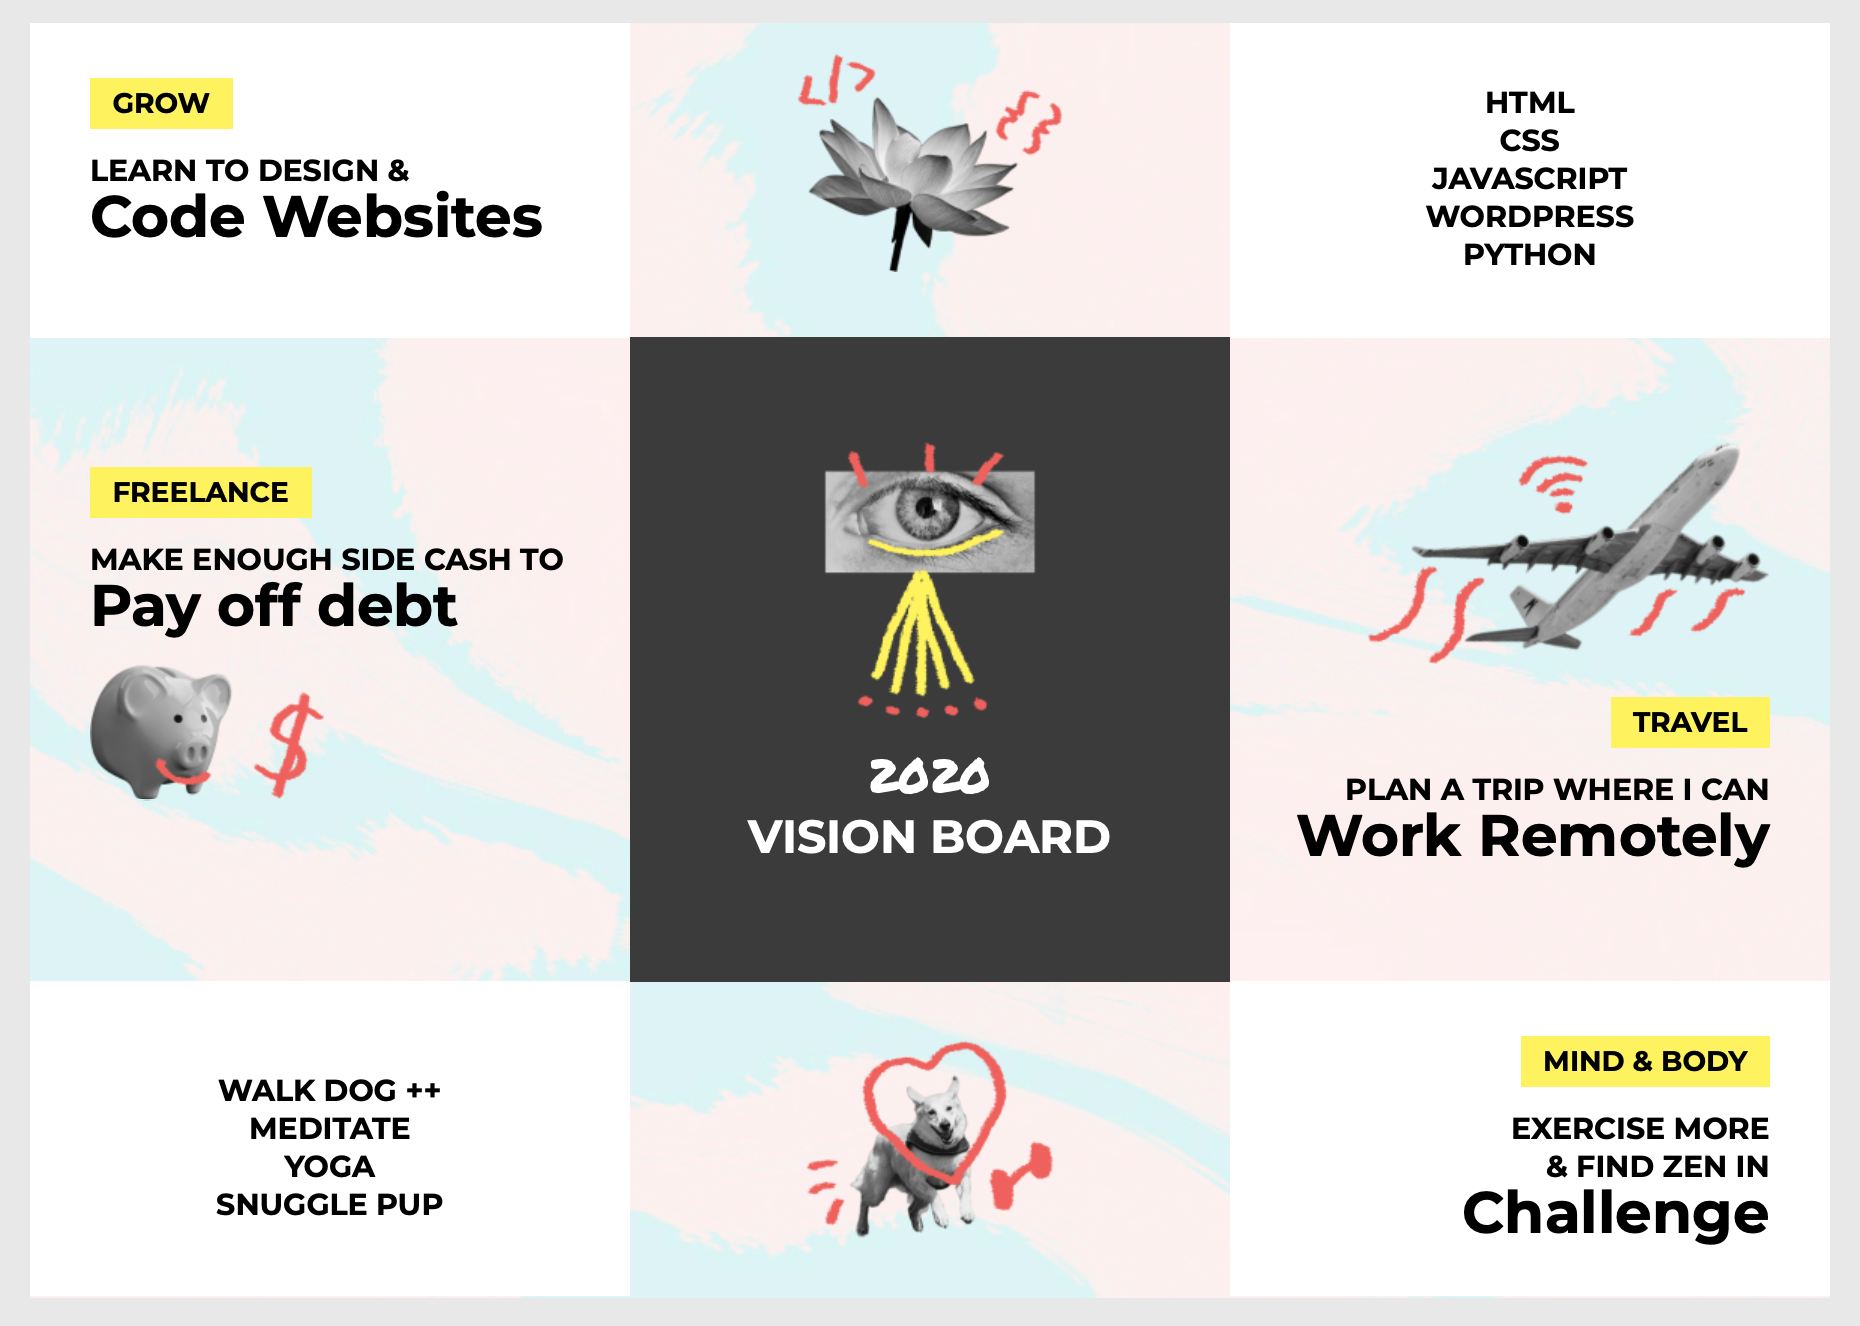 GROW
LEARN TO DESIGN &
Code Websites
</>
{}
HTML
CSS
JAVASCRIPT
WORDPRESS
PYTHON
FREELANCE
MAKE ENOUGH SIDE CASH TO
Pay off debt
$
2020
VISION BOARD
TRAVEL
PLAN A TRIP WHERE I CAN
Work Remotely
WALK DOG ++
MEDITATE
YOGA
SNUGGLE PUP
MIND & BODY
EXERCISE MORE
& FIND ZEN IN
Challenge